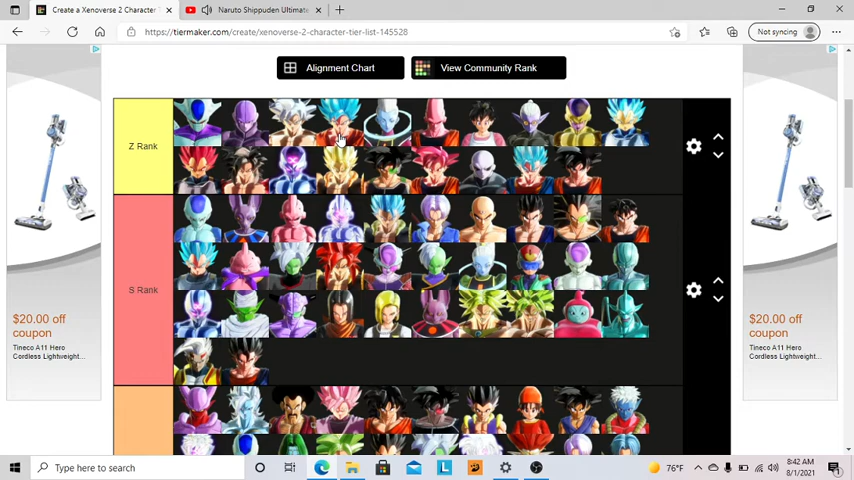 Create a Xenoverse 2 Character T
Naruto Shippuden Ultimate
https://tiermaker.com/create/xenoverse-2-character-tier-list-145528
Not syncing
Alignment Chart
View Community Rank
Z Rank
S Rank
$20.00 off
coupon
Tineco A11 Hero
Cordless Lightweight...
$20.00 off
coupon
Tineco A11 Hero
Cordless Lightweight...
Type here to search
76°F
8:42 AM
8/1/2021